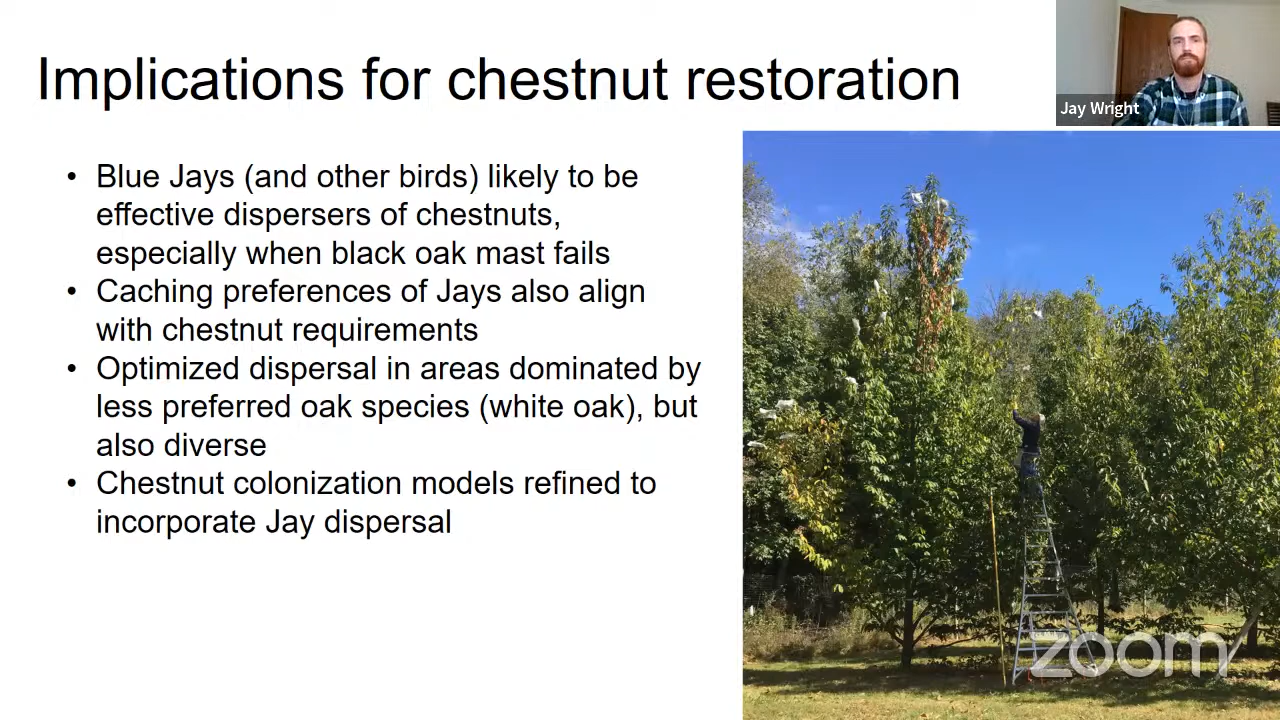 Implications for chestnut restoration
Jay Wright
• Blue Jays (and other birds) likely to be
effective dispersers of chestnuts,
especially when black oak mast fails
• Caching preferences of Jays also align
with chestnut requirements
• Optimized dispersal in areas dominated by
less preferred oak species (white oak), but
also diverse
• Chestnut colonization models refined to
incorporate Jay dispersal
zoom